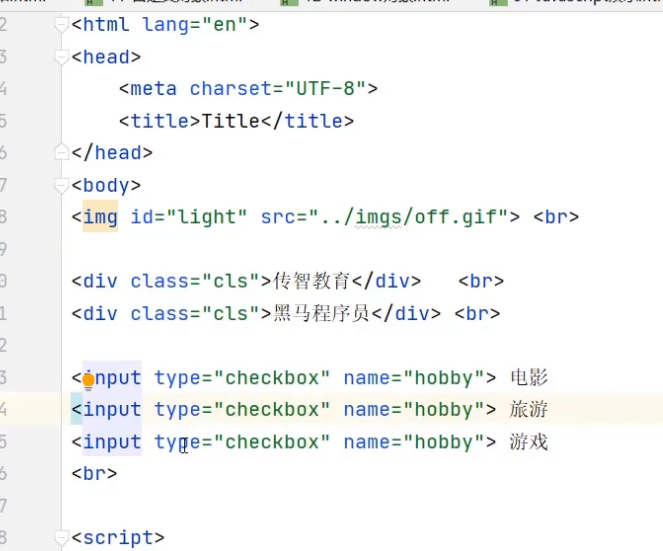 2 <html lang="en">
3 <head>
4 <meta charset="UTF-8">
5 <title>Title</title>
6 </head>
7 <body>
8 <img id="light" src="../imgs/off.gif"> <br>
9
0 <div class="cls">传智教育</div> <br>
1 <div class="cls">黑马程序员</div> <br>
2
3 <input type="checkbox" name="hobby"> 电影
4 <input type="checkbox" name="hobby"> 旅游
5 <input type="checkbox" name="hobby"> 游戏
6 <br>
7
8 <script>